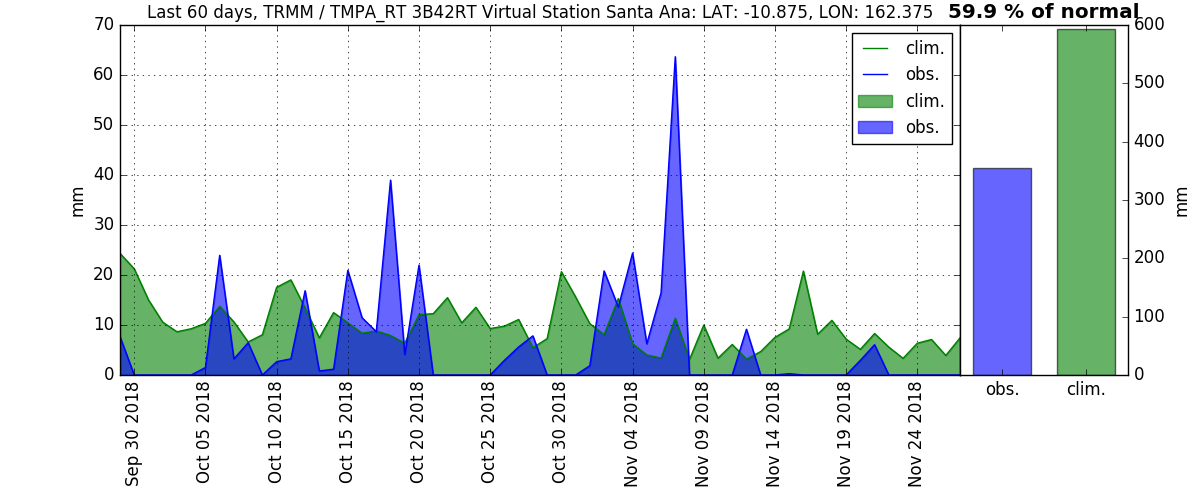 Last 60 days, TRMM / TMPA_RT 3B42RT Virtual Station Santa Ana: LAT: -10.875, LON: 162.375
59.9 % of normal
70
60
50
40
30
20
10
0
mm
clim.
obs.
clim.
obs.
Sep 30 2018
Oct 05 2018
Oct 10 2018
Oct 15 2018
Oct 20 2018
Oct 25 2018
Oct 30 2018
Nov 04 2018
Nov 09 2018
Nov 14 2018
Nov 19 2018
Nov 24 2018
600
500
400
300
200
100
0
mm
obs.
clim.